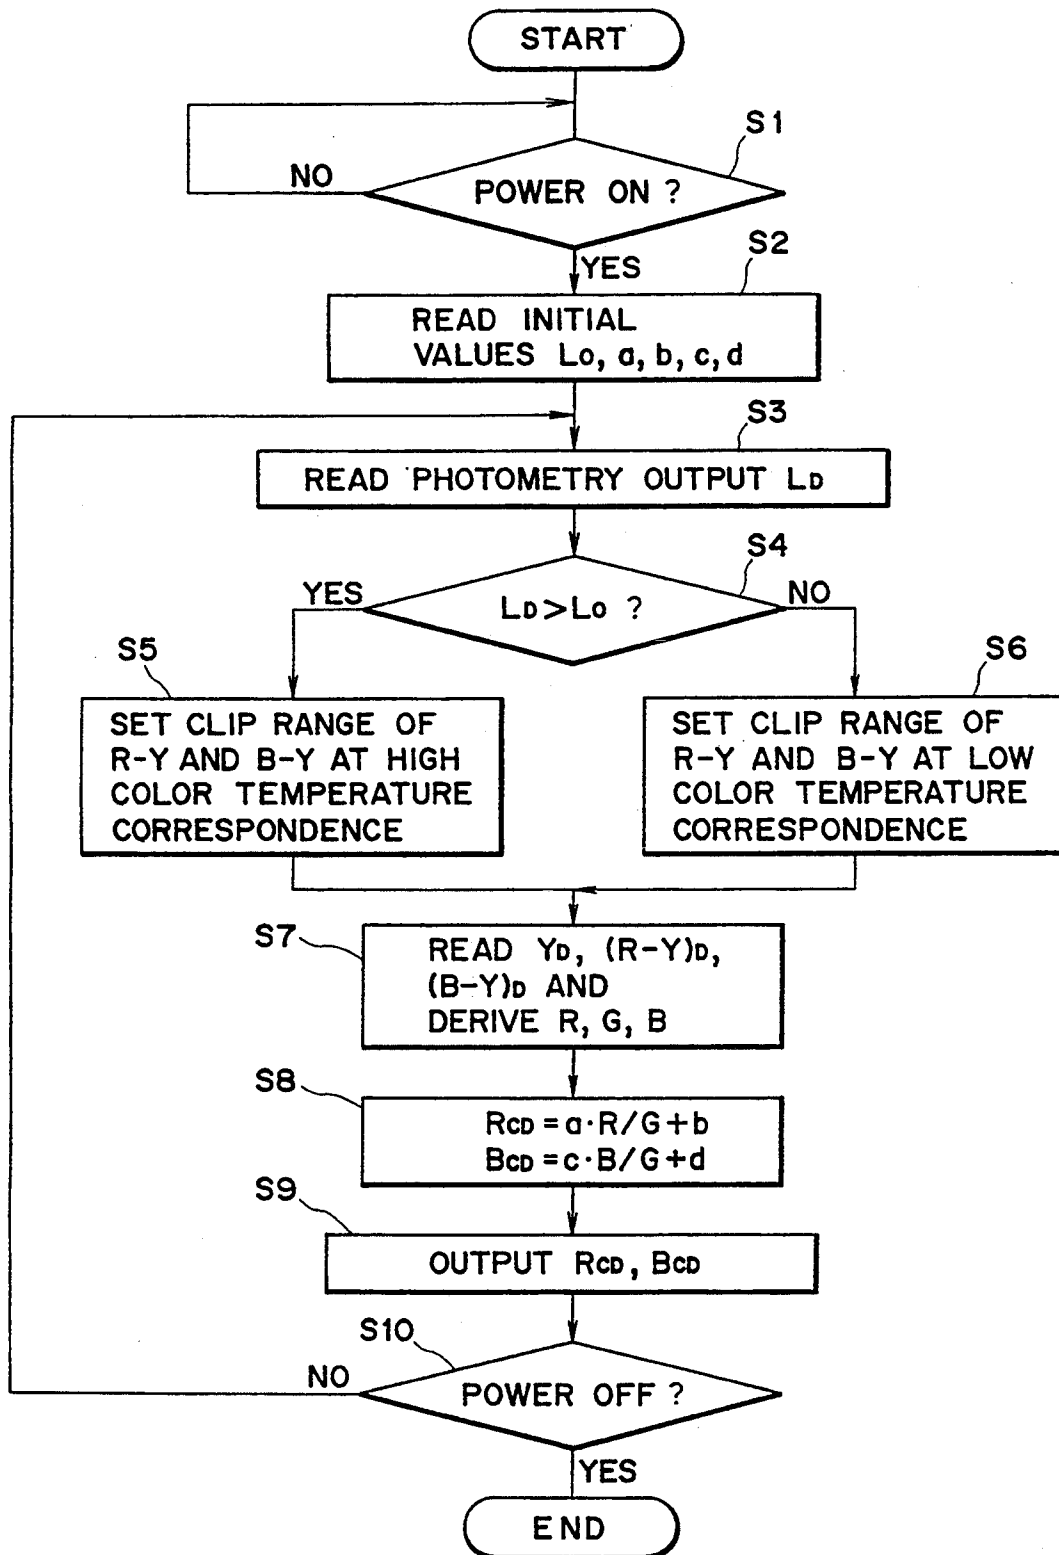 START
S1
NO
POWER ON ?
S2
YES
READ INITIAL
VALUES LO, a, b, c, d
S3
READ PHOTOMETRY OUTPUT LD
S4
YES
LD>LO ?
NO
S5
S6
SET CLIP RANGE OF
R-Y AND B-Y AT HIGH
COLOR TEMPERATURE
CORRESPONDENCE
SET CLIP RANGE OF
R-Y AND B-Y AT LOW
COLOR TEMPERATURE
CORRESPONDENCE
S7
READ YD, (R-Y)D,
(B-Y)D AND
DERIVE R, G, B
S8
RCD=a·R/G+b
BCD=c·B/G+d
S9
OUTPUT RCD, BCD
S10
NO
POWER OFF ?
YES
END